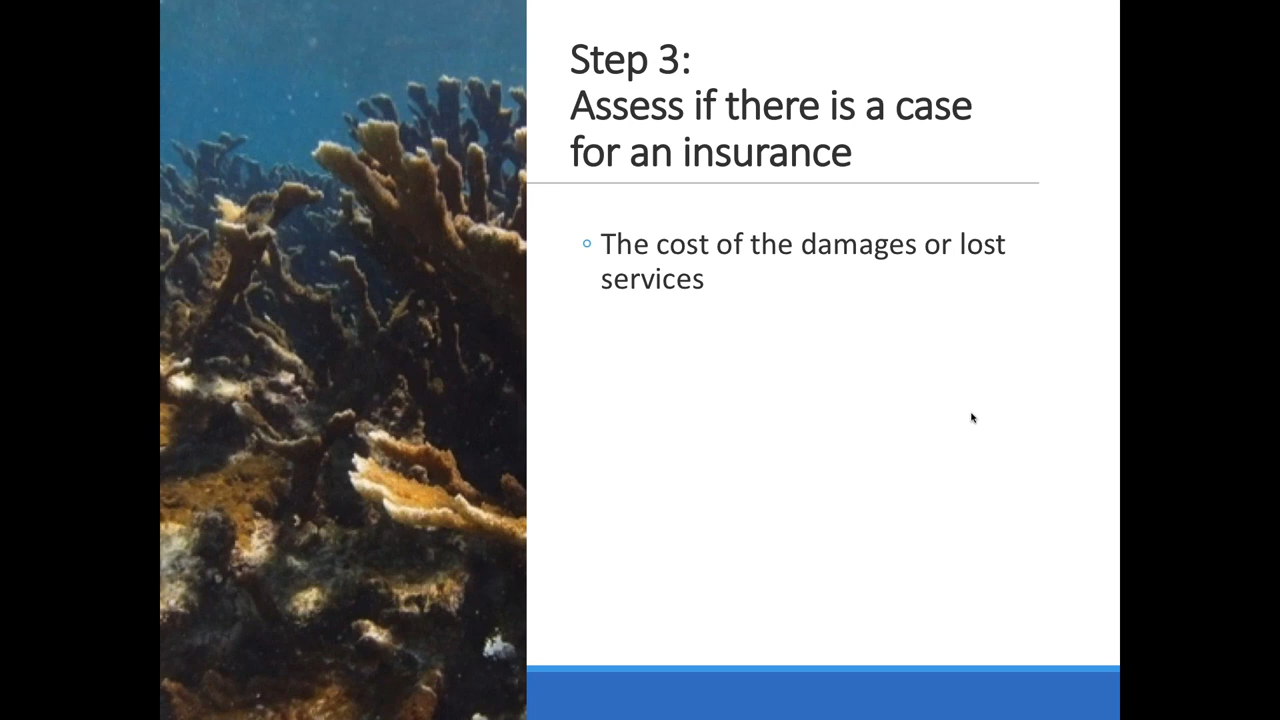 Step 3:
Assess if there is a case
for an insurance
The cost of the damages or lost
services